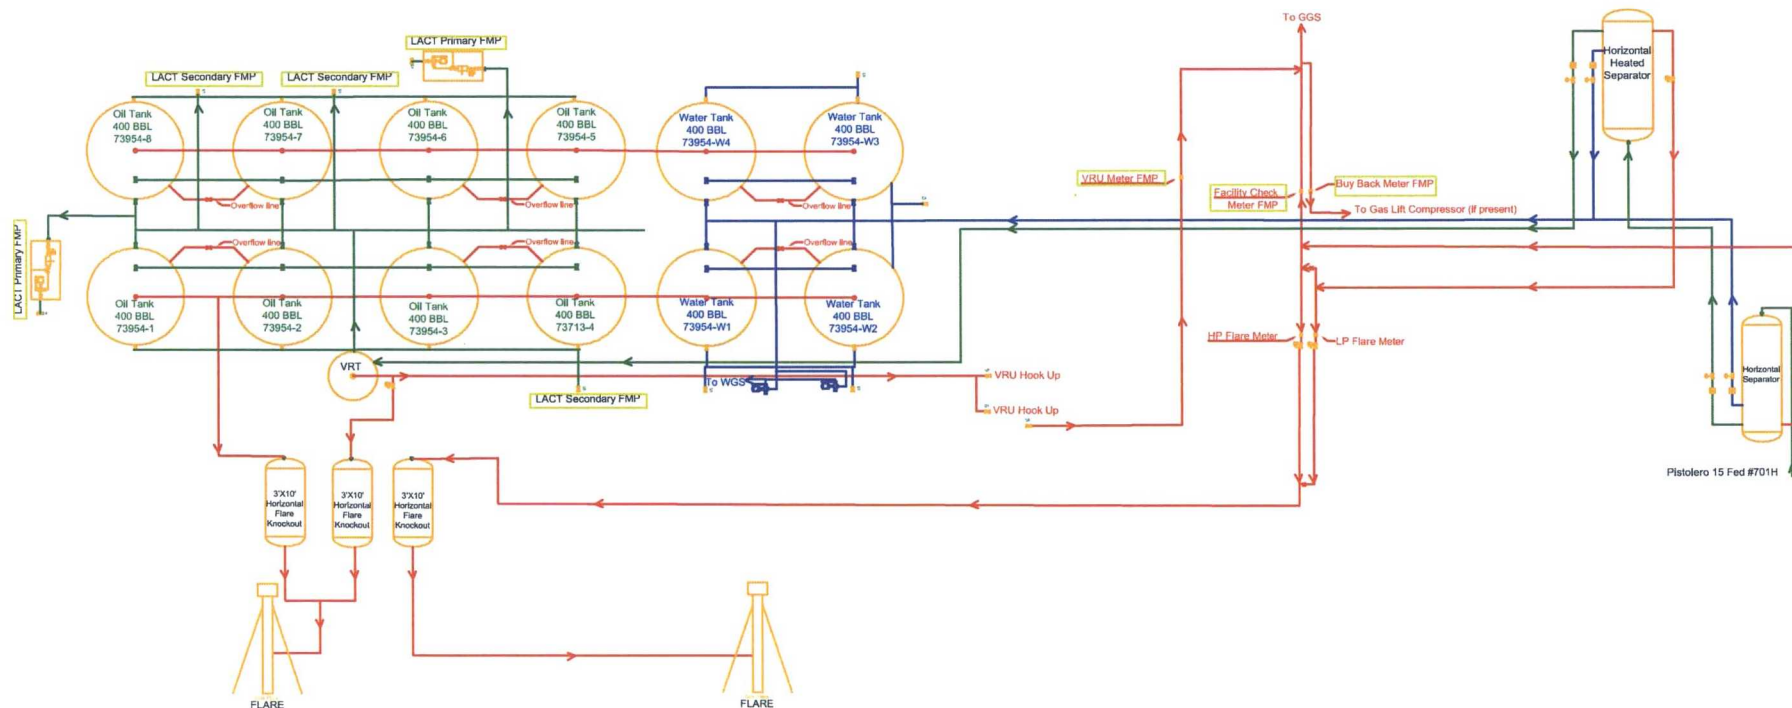 To GGS
LACT Primary FMP
LACT Secondary FMP
LACT Secondary FMP
Oil Tank
400 BBL
73954-8
Oil Tank
400 BBL
73954-7
Oil Tank
400 BBL
73954-6
Oil Tank
400 BBL
73954-5
Water Tank
400 BBL
73954-W4
Water Tank
400 BBL
73954-W3
Horizontal
Heated
Separator
VRU Meter FMP
Facility Check
Meter FMP
Buy Back Meter FMP
To Gas Lift Compressor (If present)
Overflow line
Overflow line
Overflow line
LACT Primary FMP
Overflow line
Overflow line
Overflow line
Oil Tank
400 BBL
73954-1
Oil Tank
400 BBL
73954-2
Oil Tank
400 BBL
73954-3
Oil Tank
400 BBL
73713-4
Water Tank
400 BBL
73954-W1
Water Tank
400 BBL
73954-W2
HP Flare Meter
LP Flare Meter
VRT
To WGS
VRU Hook Up
VRU Hook Up
LACT Secondary FMP
Horizontal
Separator
Pistolero 15 Fed #701H
3'X10'
Horizontal
Flare
Knockout
3'X10'
Horizontal
Flare
Knockout
3'X10'
Horizontal
Flare
Knockout
FLARE
FLARE